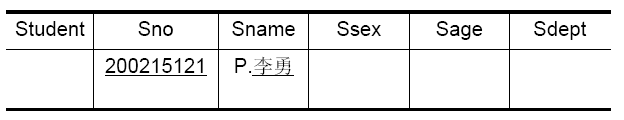 Student Sno Sname Ssex Sage Sdept
200215121 P.李勇